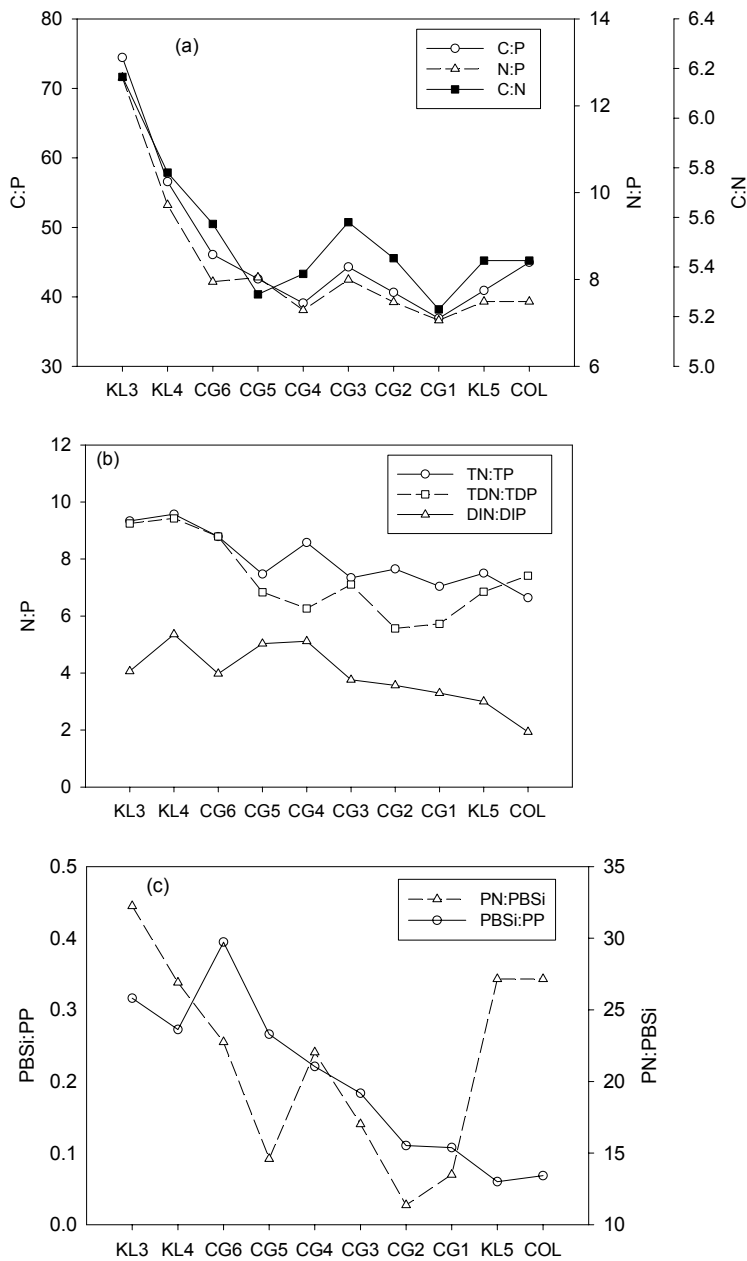 (a)
C:P
N:P
C:N
80
70
60
50
40
30
C:P
14
12
10
8
6
N:P
6.4
6.2
6.0
5.8
5.6
5.4
5.2
5.0
C:N
KL3 KL4 CG6 CG5 CG4 CG3 CG2 CG1 KL5 COL
(b)
TN:TP
TDN:TDP
DIN:DIP
12
10
8
6
4
2
0
N:P
KL3 KL4 CG6 CG5 CG4 CG3 CG2 CG1 KL5 COL
(c)
PN:PBSi
PBSi:PP
0.5
0.4
0.3
0.2
0.1
0.0
PBSi:PP
35
30
25
20
15
10
PN:PBSi
KL3 KL4 CG6 CG5 CG4 CG3 CG2 CG1 KL5 COL